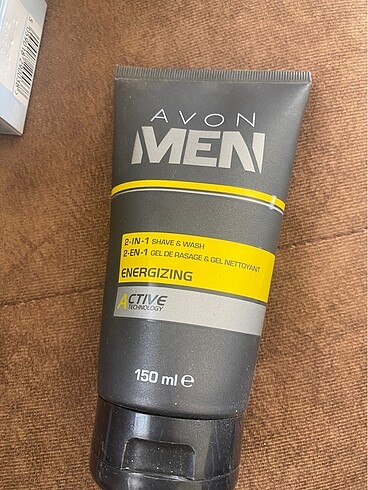 AVON
MEN
2-IN-1 SHAVE & WASH
2-EN-1 GEL DE RASAGE & GEL NETTOYANT
ENERGIZING
ACTIVE
TECHNOLOGY
150 ml e